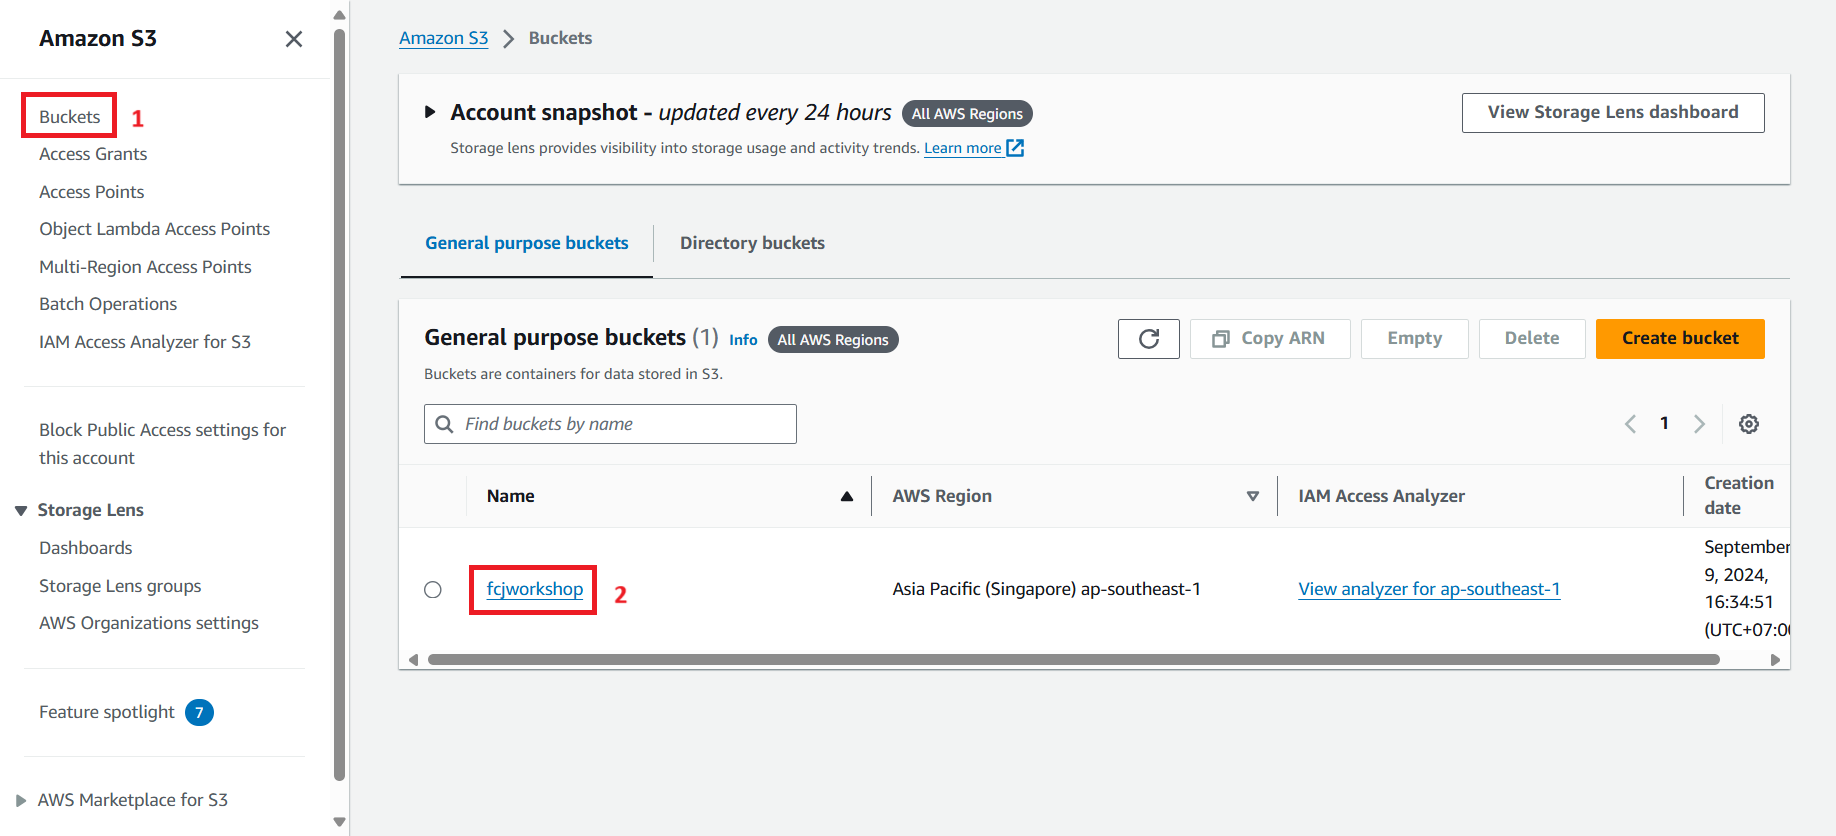 Amazon S3
Buckets
1
Access Grants
Access Points
Object Lambda Access Points
Multi-Region Access Points
Batch Operations
IAM Access Analyzer for S3
Block Public Access settings for
this account
Storage Lens
Dashboards
Storage Lens groups
AWS Organizations settings
Feature spotlight 7
AWS Marketplace for S3
Amazon S3 > Buckets
Account snapshot - updated every 24 hours All AWS Regions
View Storage Lens dashboard
Storage lens provides visibility into storage usage and activity trends. Learn more
General purpose buckets
Directory buckets
General purpose buckets (1) Info All AWS Regions
Copy ARN
Empty
Delete
Create bucket
Buckets are containers for data stored in S3.
Find buckets by name
1
Name
AWS Region
IAM Access Analyzer
Creation
date
fcjworkshop
2
Asia Pacific (Singapore) ap-southeast-1
View analyzer for ap-southeast-1
September
9, 2024,
16:34:51
(UTC+07:00